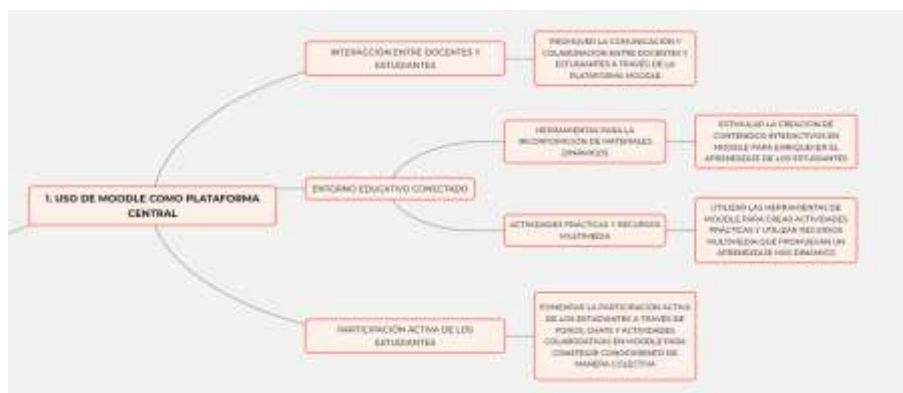 INTERACCIÓN ENTRE DOCENTES Y
ESTUDIANTES
PROMOVER LA COMUNICACIÓN Y
COLABORACIÓN ENTRE DOCENTES Y
ESTUDIANTES A TRAVÉS DE LA
PLATAFORMA MOODLE
HERRAMIENTAS PARA LA
INCORPORACIÓN DE MATERIALES
DINÁMICOS
ESTIMULAR LA CREACIÓN DE
CONTENIDOS INTERACTIVOS EN
MOODLE PARA ENRIQUECER EL
APRENDIZAJE DE LOS ESTUDIANTES
1. USO DE MOODLE COMO PLATAFORMA
CENTRAL
ENTORNO EDUCATIVO CONECTADO
ACTIVIDADES PRÁCTICAS Y RECURSOS
MULTIMEDIA
UTILIZAR LAS HERRAMIENTAS DE
MOODLE PARA CREAR ACTIVIDADES
PRÁCTICAS Y UTILIZAR RECURSOS
MULTIMEDIA QUE PROMUEVAN UN
APRENDIZAJE MÁS DINÁMICO
PARTICIPACIÓN ACTIVA DE LOS
ESTUDIANTES
FOMENTAR LA PARTICIPACIÓN ACTIVA
DE LOS ESTUDIANTES A TRAVÉS DE
FOROS, CHATS Y ACTIVIDADES
COLABORATIVAS EN MOODLE PARA
CONSTRUIR CONOCIMIENTO DE
MANERA COLECTIVA